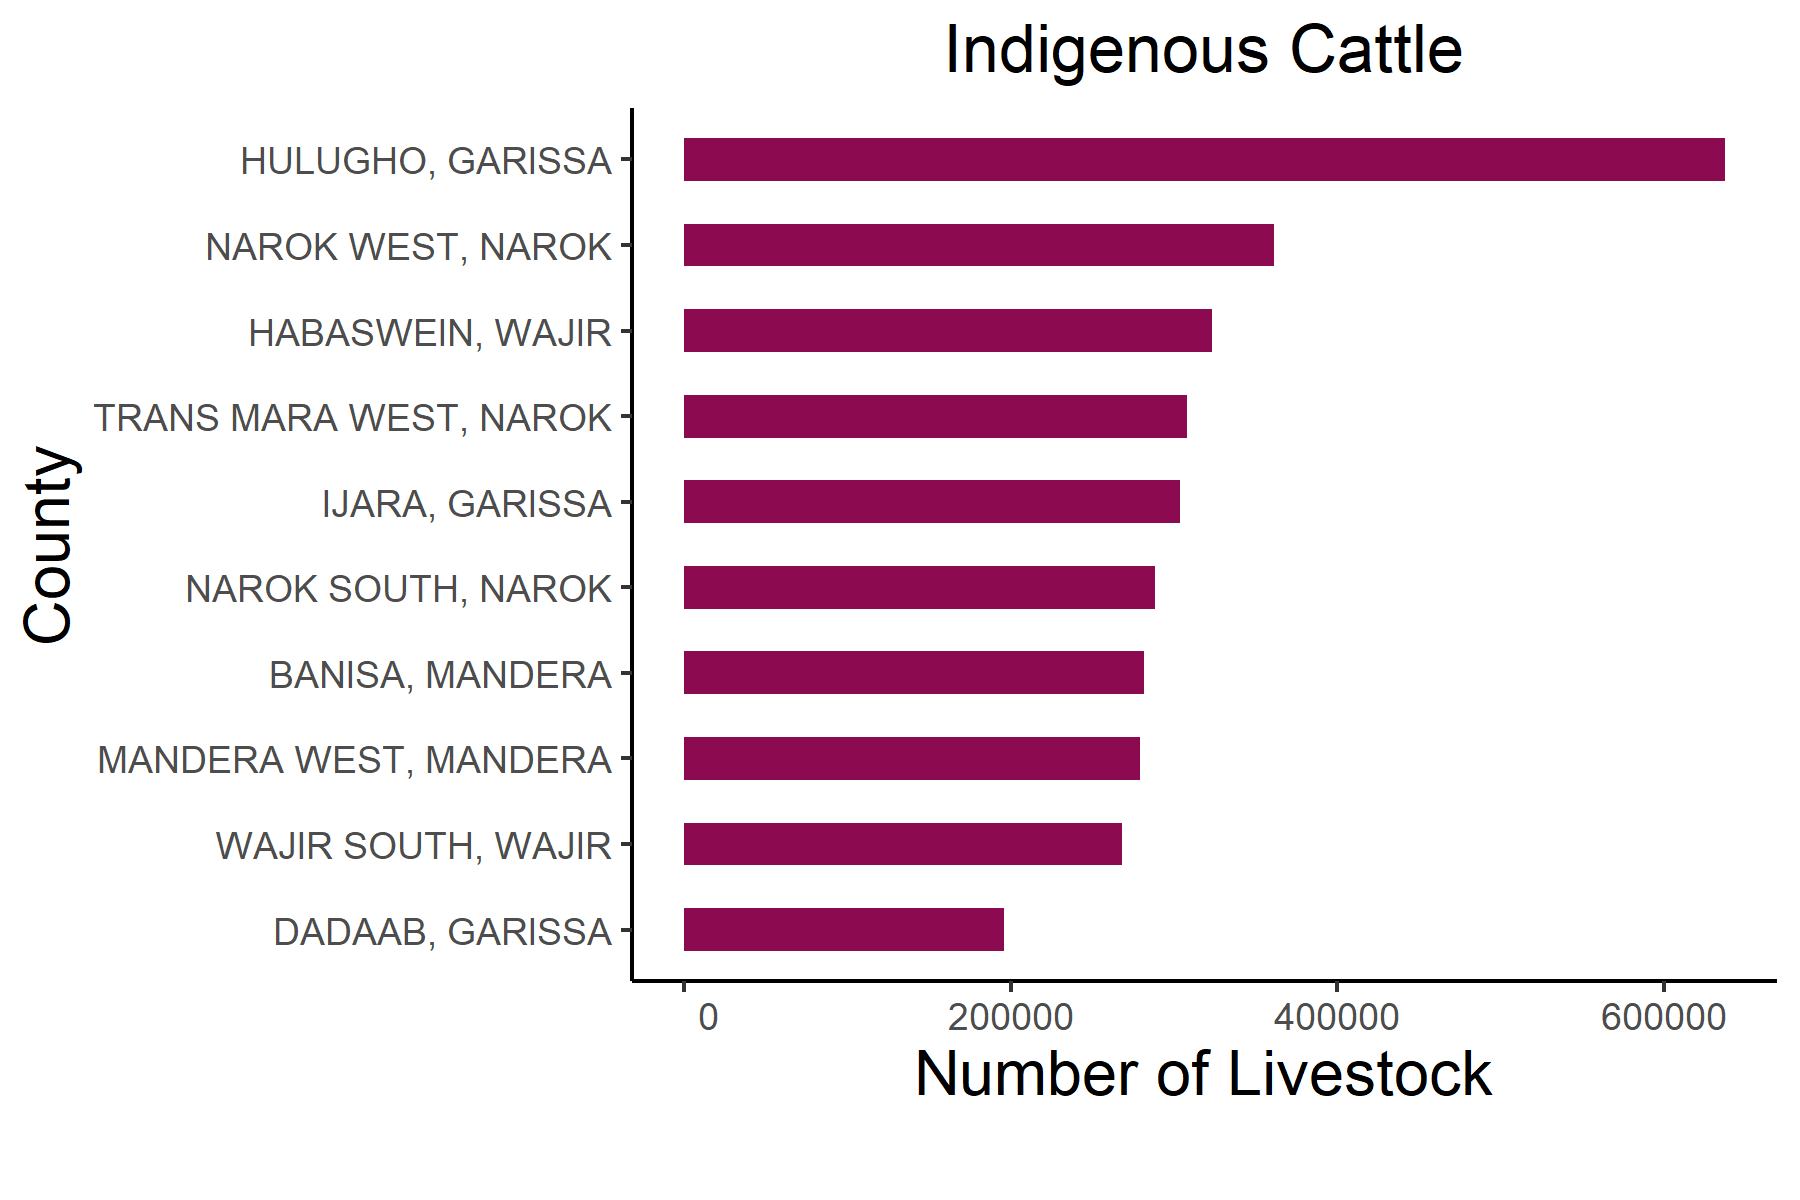 Indigenous Cattle
County
HULUGHO, GARISSA
NAROK WEST, NAROK
HABASWEIN, WAJIR
TRANS MARA WEST, NAROK
IJARA, GARISSA
NAROK SOUTH, NAROK
BANISA, MANDERA
MANDERA WEST, MANDERA
WAJIR SOUTH, WAJIR
DADAAB, GARISSA
0 200000 400000 600000
Number of Livestock